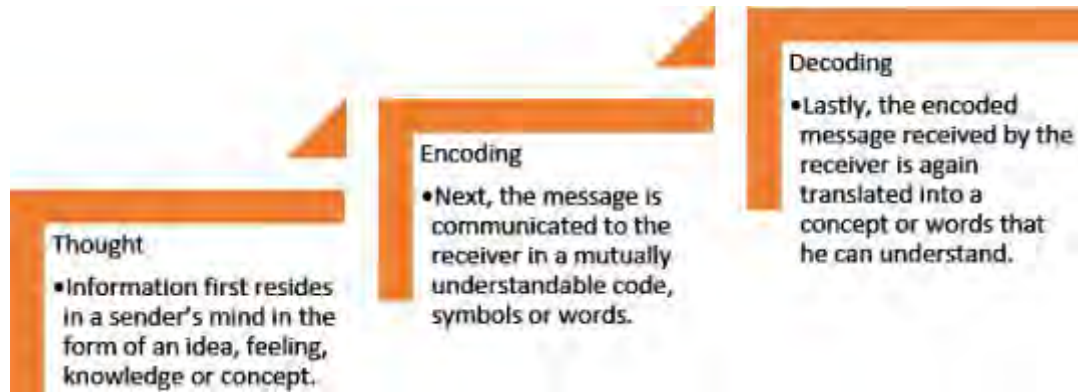 Thought
•Information first resides
in a sender's mind in the
form of an idea, feeling,
knowledge or concept.
Encoding
•Next, the message is
communicated to the
receiver in a mutually
understandable code,
symbols or words.
Decoding
•Lastly, the encoded
message received by the
receiver is again
translated into a
concept or words that
he can understand.